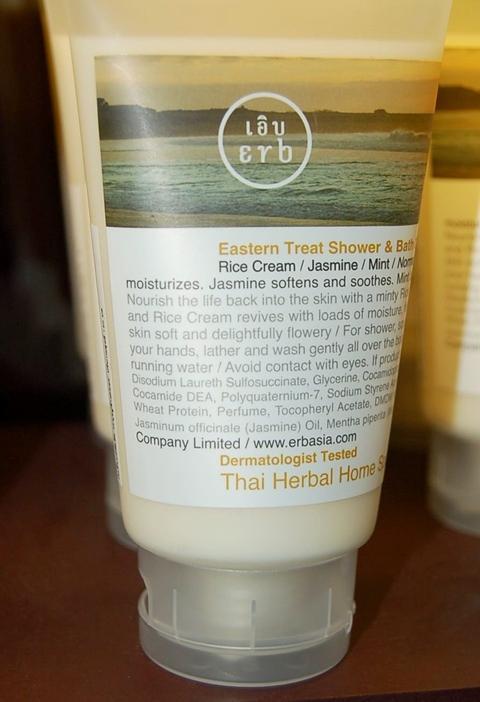 เอิบ
erb
Eastern Treat Shower & Bath
Rice Cream / Jasmine / Mint /
moisturizes. Jasmine softens and soothes. Mint
Nourish the life back into the skin with a minty
and Rice Cream revives with loads of moisture,
skin soft and delightfully flowery / For shower,
your hands, lather and wash gently all over the
running water / Avoid contact with eyes. If
Disodium Laureth Sulfosuccinate, Glycerine,
Cocamide DEA, Polyquaternium-7, Sodium Styrene
Wheat Protein, Perfume, Tocopheryl Acetate,
Jasminum officinale (Jasmine) Oil, Mentha piperita
Company Limited / www.erbasia.com
Dermatologist Tested
Thai Herbal Home